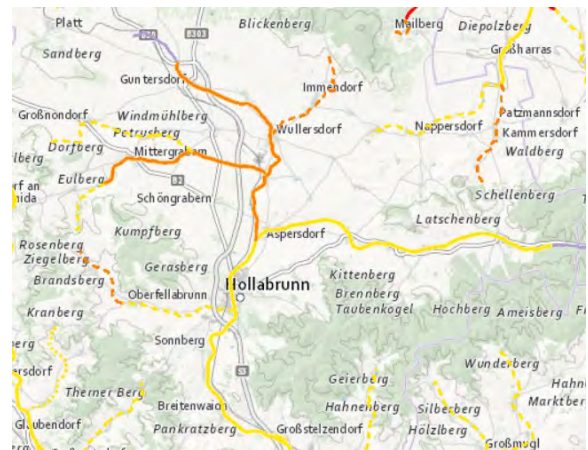 Platt
8303
Blickenberg
Mailberg
Diepolzberg
Großharras
Sandberg
Guntersdorf
Immendorf
Großnondorf
Windmühlberg
Petrusberg
Wullersdorf
Patzmannsdorf
Nappersdorf
Kammersdorf
Dorfberg
Mittergrabern
Waldberg
Eulberg
B2
Schöngrabern
Schellenberg
Latschenberg
Kumpfberg
Aspersdorf
Rosenberg
Ziegelberg
Gerasberg
Kittenberg
Brandsberg
Oberfellabrunn
Hollabrunn
Brennberg
Hochberg
Ameisberg
Taubenkogel
Kranberg
Sonnberg
Wunderberg
S3
Geierberg
Therner Berg
Breitenwaida
Hahnenberg
Silberberg
Glaubendorf
Pankratzberg
Großstelzendorf
Hölzlberg
Großmugl